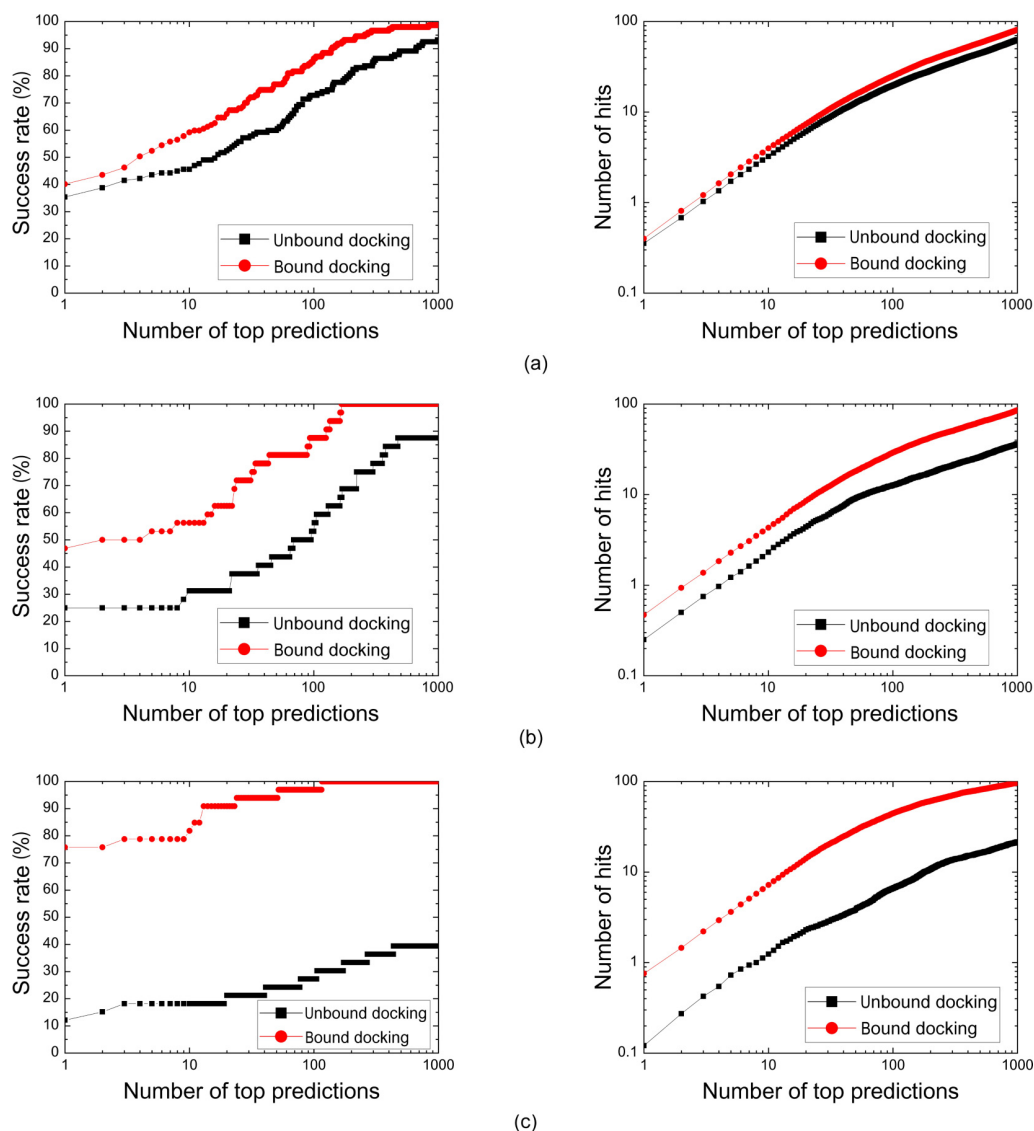 100
90
80
70
60
50
40
30
20
10
0
Success rate (%)
Unbound docking
Bound docking
1 10 100 1000
Number of top predictions
100
10
1
0.1
Number of hits
Unbound docking
Bound docking
1 10 100 1000
Number of top predictions
(a)
100
90
80
70
60
50
40
30
20
10
0
Success rate (%)
Unbound docking
Bound docking
1 10 100 1000
Number of top predictions
100
10
1
0.1
Number of hits
Unbound docking
Bound docking
1 10 100 1000
Number of top predictions
(b)
100
90
80
70
60
50
40
30
20
10
0
Success rate (%)
Unbound docking
Bound docking
1 10 100 1000
Number of top predictions
100
10
1
0.1
Number of hits
Unbound docking
Bound docking
1 10 100 1000
Number of top predictions
(c)